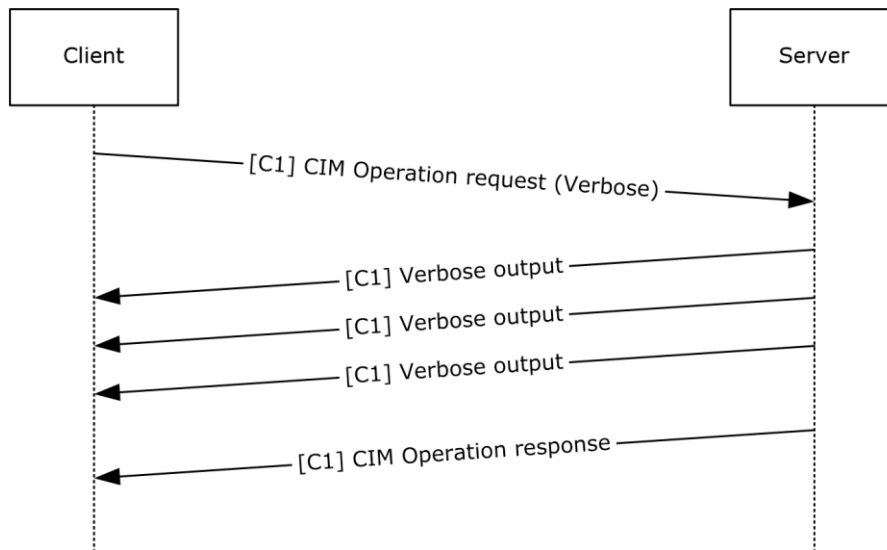 Client
Server
[C1] CIM Operation request (Verbose)
[C1] Verbose output
[C1] Verbose output
[C1] Verbose output
[C1] CIM Operation response